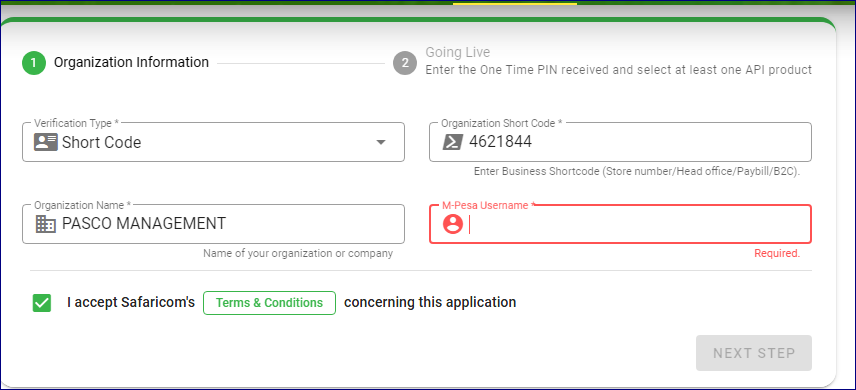 1 Organization Information
2 Going Live
Enter the One Time PIN received and select at least one API product
Verification Type *
Short Code
Organization Short Code *
4621844
Enter Business Shortcode (Store number/Head office/Paybill/B2C).
Organization Name *
PASCO MANAGEMENT
Name of your organization or company
M-Pesa Username *
Required.
I accept Safaricom's Terms & Conditions concerning this application
NEXT STEP